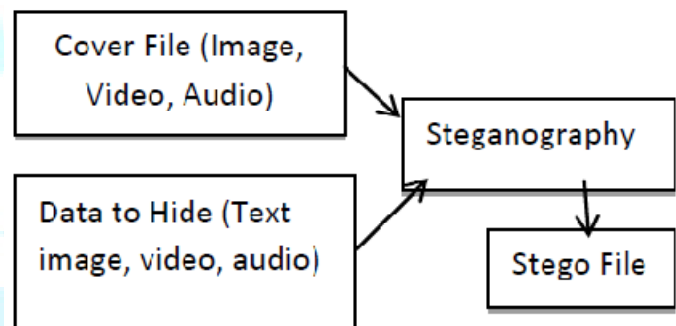 Cover File (Image,
Video, Audio)
Steganography
Data to Hide (Text
image, video, audio)
Stego File